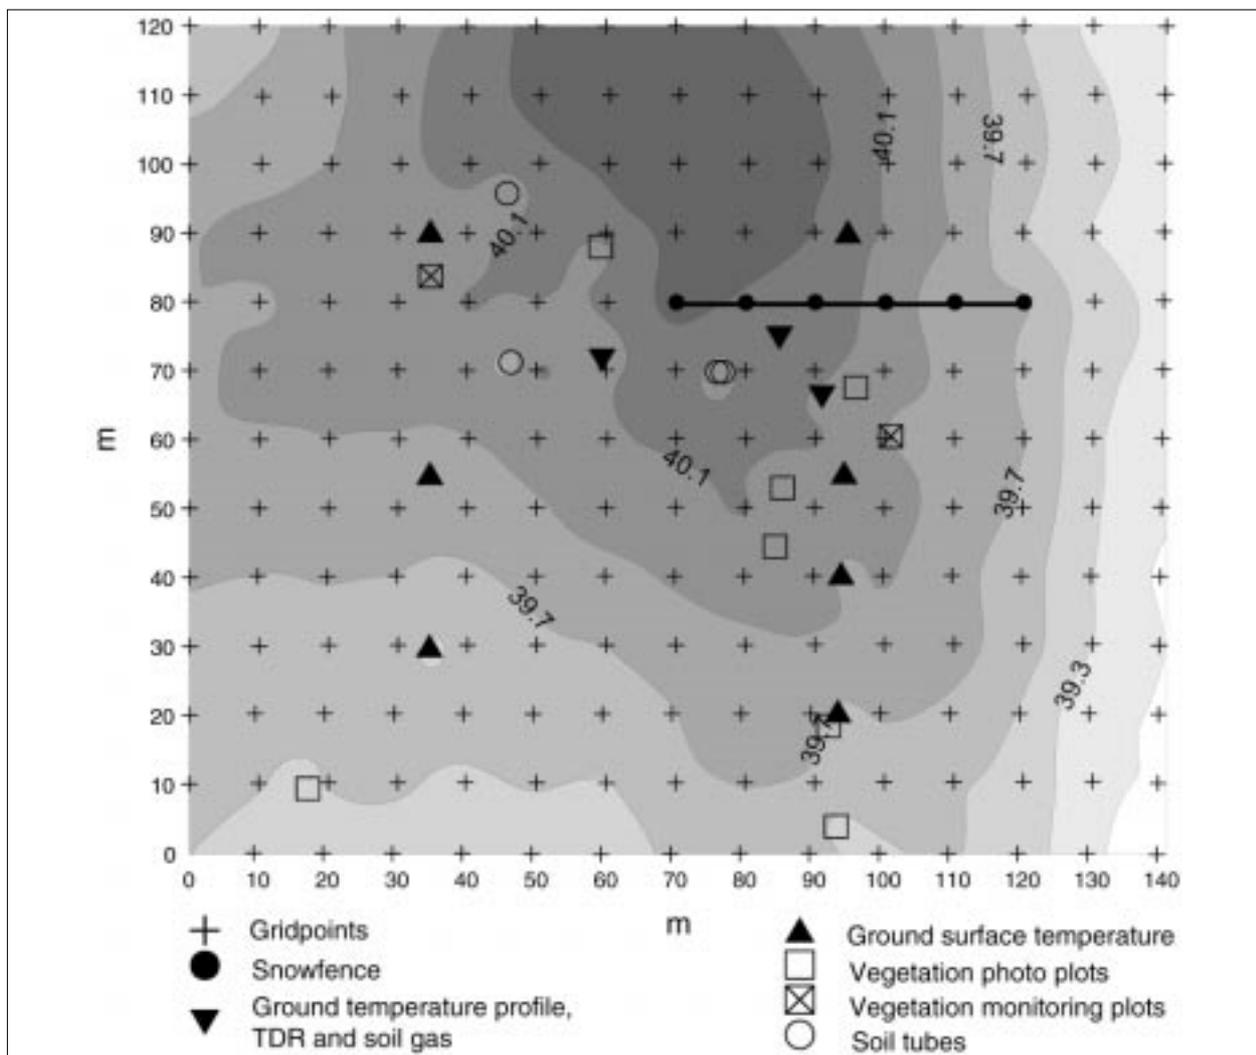 120
110
100
90
80
70
60
50
40
30
20
10
0
m
40.1
39.7
40.1
40.1
39.7
39.7
39.3
39.7
0 10 20 30 40 50 60 70 80 90 100 110 120 130 140
m
Gridpoints
Snowfence
Ground temperature profile,
TDR and soil gas
Ground surface temperature
Vegetation photo plots
Vegetation monitoring plots
Soil tubes